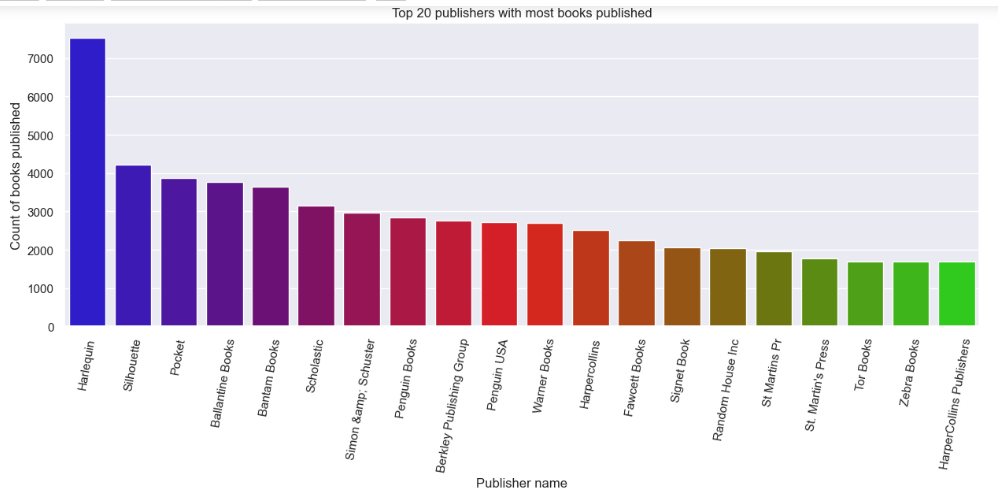 Top 20 publishers with most books published
Count of books published
7000
6000
5000
4000
3000
2000
1000
0
Harlequin
Silhouette
Pocket
Ballantine Books
Bantam Books
Scholastic
Simon &amp; Schuster
Penguin Books
Berkley Publishing Group
Penguin USA
Warner Books
Harpercollins
Fawcett Books
Signet Book
Random House Inc
St Martins Pr
St. Martin's Press
Tor Books
Zebra Books
HarperCollins Publishers
Publisher name